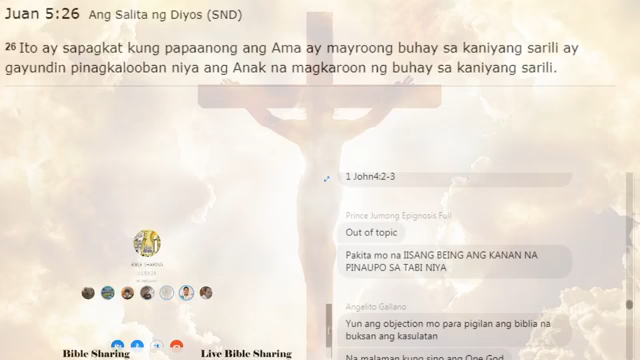 Juan 5:26 Ang Salita ng Diyos (SND)
26 Ito ay sapagkat kung papaanong ang Ama ay mayroong buhay sa kaniyang sarili ay
gayundin pinagkalooban niya ang Anak na magkaroon ng buhay sa kaniyang sarili.
1 John4:2-3
Prince Jumong Epignosis Full
Out of topic
Pakita mo na IISANG BEING ANG KANAN NA
PINAUPO SA TABI NIYA
Angelito Gallano
Yun ang objection mo para pigilan ang biblia na
buksan ang kasulatan
Na malaman kung sino ang One God
BIBLE SHARING
Bible Sharing
Live Bible Sharing